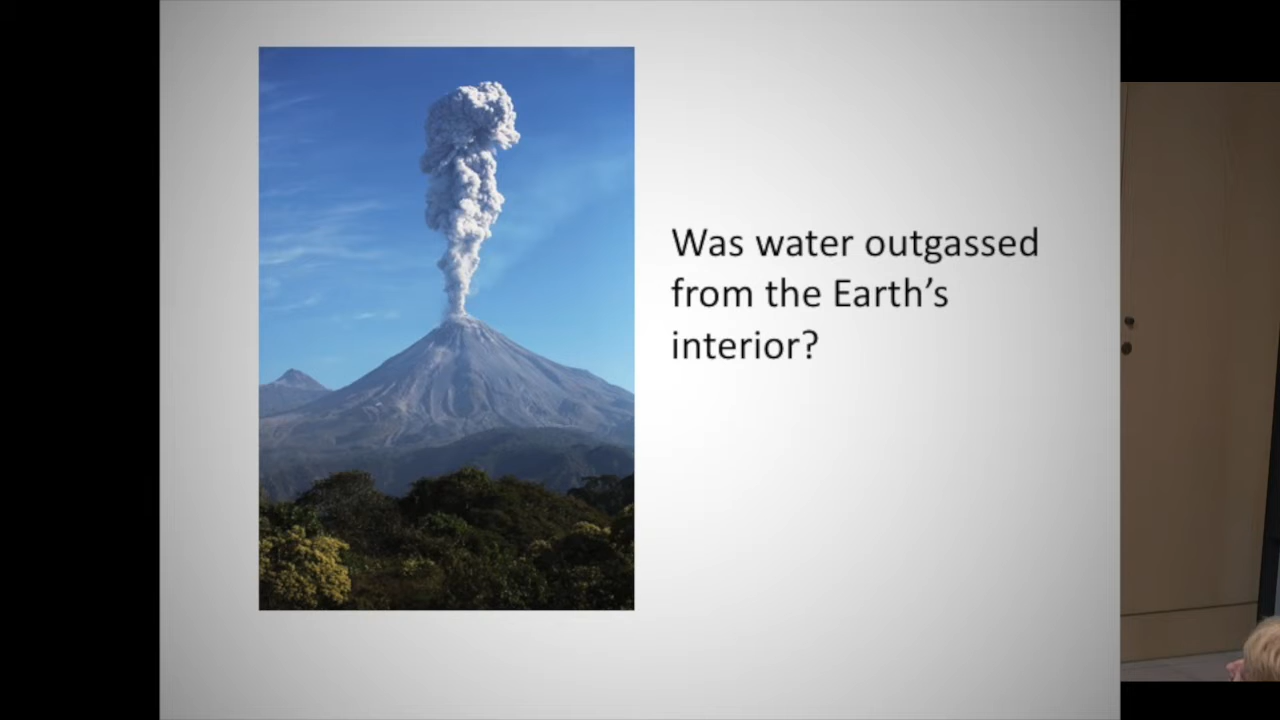 Was water outgassed
from the Earth’s
interior?